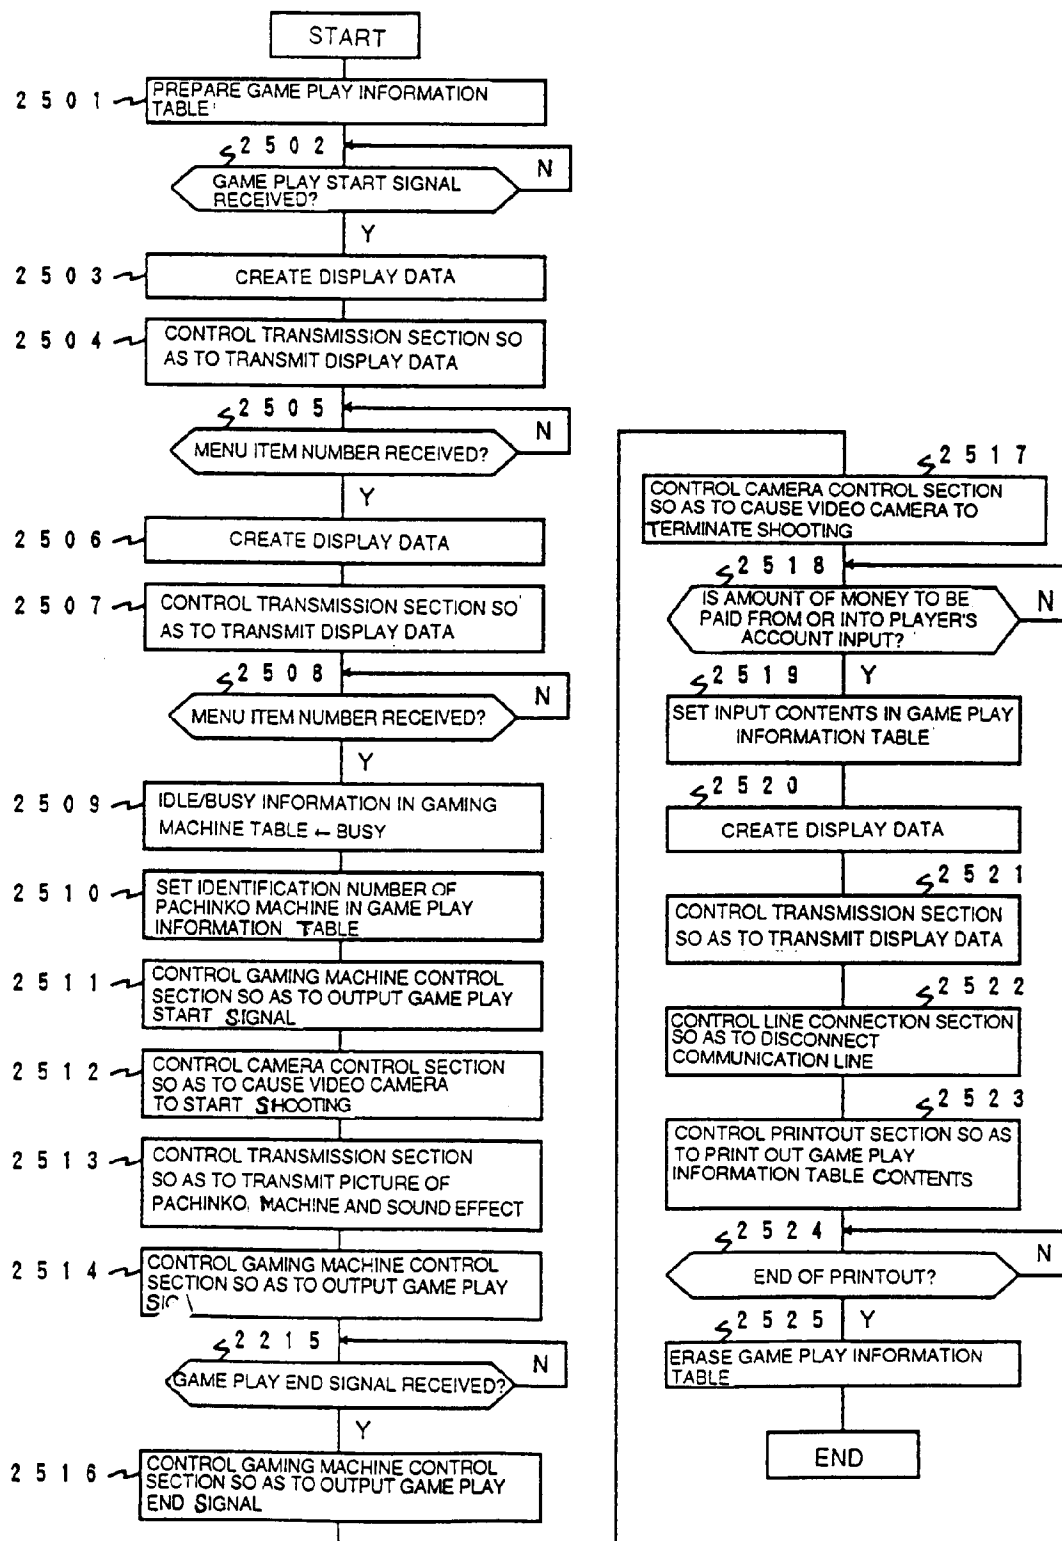 START
2501
PREPARE GAME PLAY INFORMATION
TABLE
2502
N
GAME PLAY START SIGNAL
RECEIVED?
Y
2503
CREATE DISPLAY DATA
2504
CONTROL TRANSMISSION SECTION SO
AS TO TRANSMIT DISPLAY DATA
2505
N
MENU ITEM NUMBER RECEIVED?
Y
2506
CREATE DISPLAY DATA
2507
CONTROL TRANSMISSION SECTION SO
AS TO TRANSMIT DISPLAY DATA
2508
N
MENU ITEM NUMBER RECEIVED?
Y
2509
IDLE/BUSY INFORMATION IN GAMING
MACHINE TABLE ← BUSY
2510
SET IDENTIFICATION NUMBER OF
PACHINKO MACHINE IN GAME PLAY
INFORMATION TABLE
2511
CONTROL GAMING MACHINE CONTROL
SECTION SO AS TO OUTPUT GAME PLAY
START SIGNAL
2512
CONTROL CAMERA CONTROL SECTION
SO AS TO CAUSE VIDEO CAMERA
TO START SHOOTING
2513
CONTROL TRANSMISSION SECTION
SO AS TO TRANSMIT PICTURE OF
PACHINKO MACHINE AND SOUND EFFECT
2514
CONTROL GAMING MACHINE CONTROL
SECTION SO AS TO OUTPUT GAME PLAY
2215
N
GAME PLAY END SIGNAL RECEIVED?
Y
2516
CONTROL GAMING MACHINE CONTROL
SECTION SO AS TO OUTPUT GAME PLAY
END SIGNAL
2517
CONTROL CAMERA CONTROL SECTION
SO AS TO CAUSE VIDEO CAMERA TO
TERMINATE SHOOTING
2518
N
IS AMOUNT OF MONEY TO BE
PAID FROM OR INTO PLAYER'S
ACCOUNT INPUT?
2519
Y
SET INPUT CONTENTS IN GAME PLAY
INFORMATION TABLE
2520
CREATE DISPLAY DATA
2521
CONTROL TRANSMISSION SECTION
SO AS TO TRANSMIT DISPLAY DATA
2522
CONTROL LINE CONNECTION SECTION
SO AS TO DISCONNECT
COMMUNICATION LINE
2523
CONTROL PRINTOUT SECTION SO AS
TO PRINT OUT GAME PLAY
INFORMATION TABLE CONTENTS
2524
N
END OF PRINTOUT?
2525
Y
ERASE GAME PLAY INFORMATION
TABLE
END